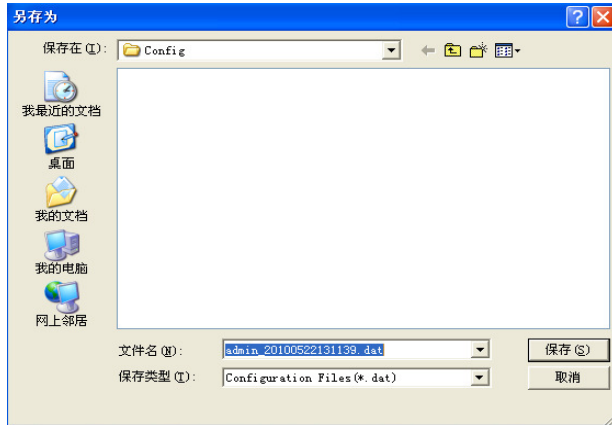 另存为
保存在(I):
Config
我最近的文档
桌面
我的文档
我的电脑
网上邻居
文件名(N):
admin_20100522131139.dat
保存(S)
保存类型(T):
Configuration Files(*.dat)
取消